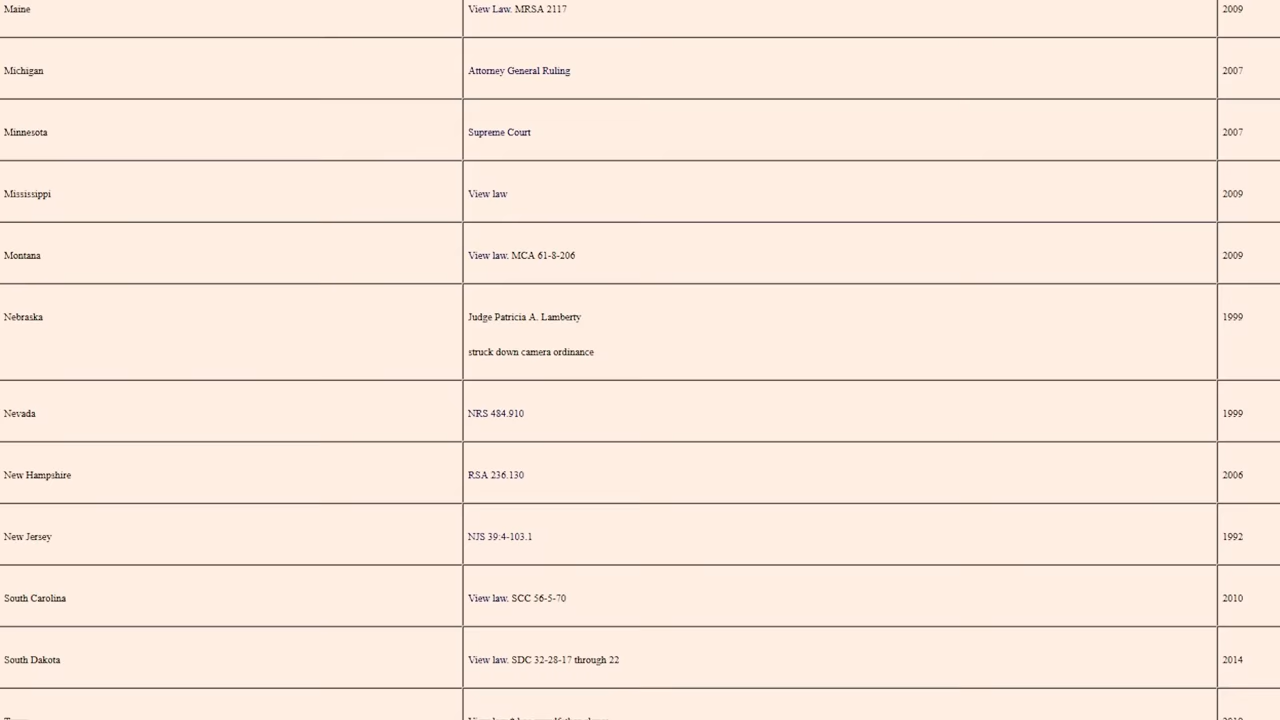 Maine View Law. MRSA 2117 2009
Michigan Attorney General Ruling 2007
Minnesota Supreme Court 2007
Mississippi View law 2009
Montana View law. MCA 61-8-206 2009
Nebraska Judge Patricia A. Lamberty 1999
struck down camera ordinance
Nevada NRS 484.910 1999
New Hampshire RSA 236.130 2006
New Jersey NJS 39:4-103.1 1992
South Carolina View law. SCC 56-5-70 2010
South Dakota View law. SDC 32-28-17 through 22 2014